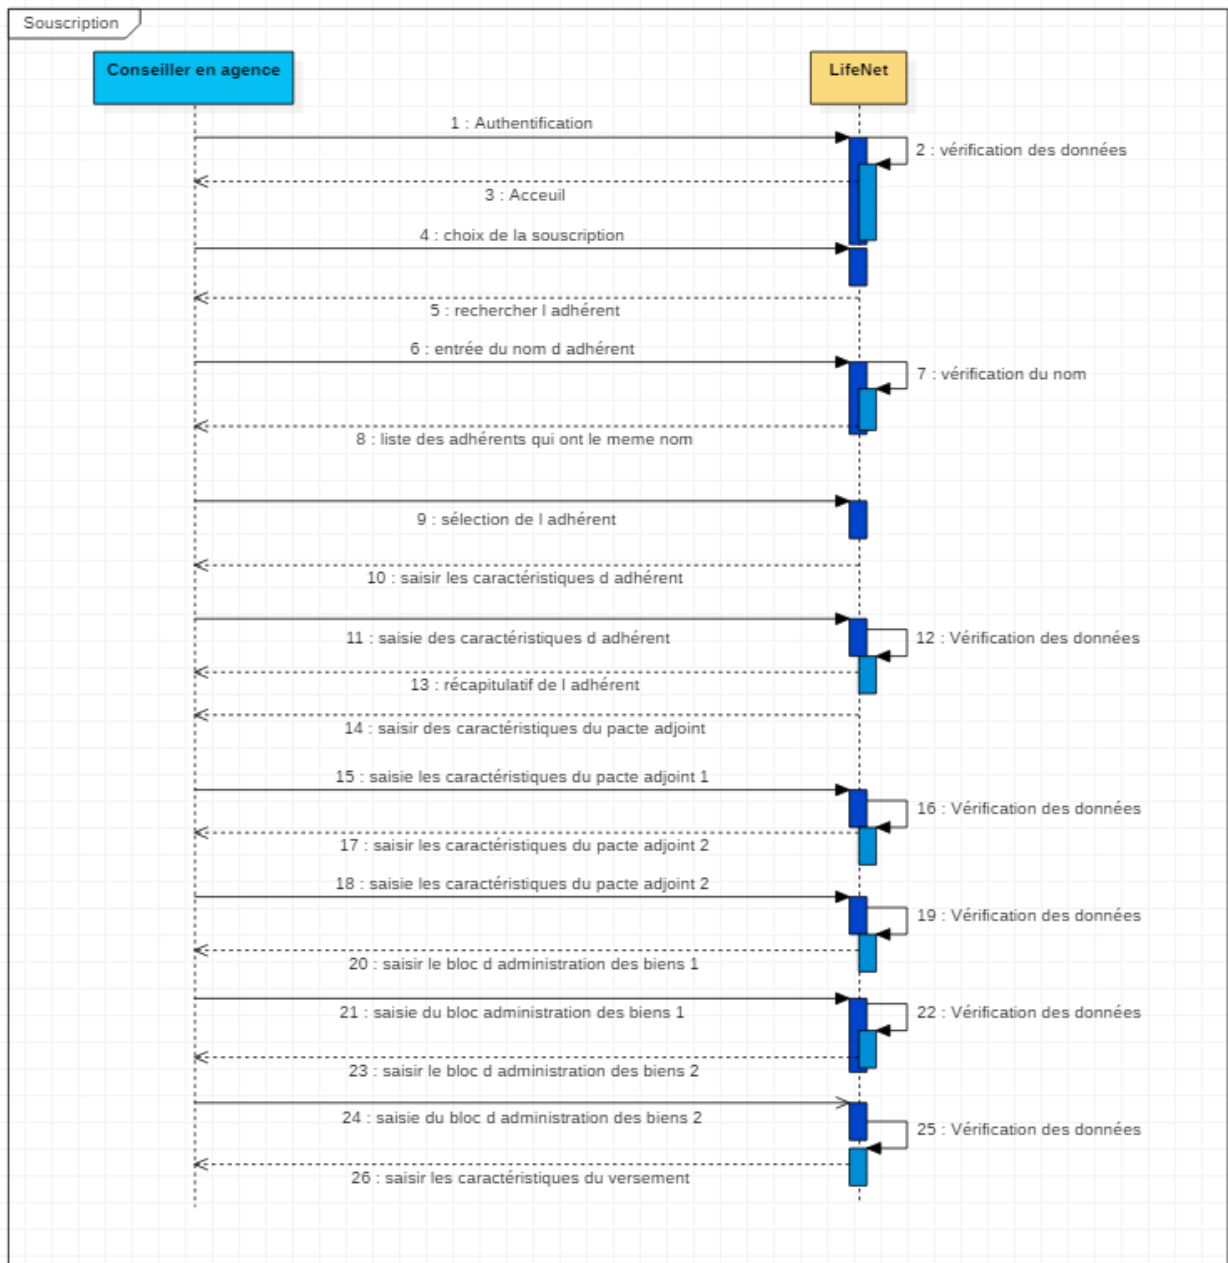 Souscription
Conseiller en agence
LifeNet
1 : Authentification
2 : vérification des données
3 : Acceuil
4 : choix de la souscription
5 : rechercher l adhérent
6 : entrée du nom d adhérent
7 : vérification du nom
8 : liste des adhérents qui ont le meme nom
9 : sélection de l adhérent
10 : saisir les caractéristiques d adhérent
11 : saisie des caractéristiques d adhérent
12 : Vérification des données
13 : récapitulatif de l adhérent
14 : saisir des caractéristiques du pacte adjoint
15 : saisie les caractéristiques du pacte adjoint 1
16 : Vérification des données
17 : saisir les caractéristiques du pacte adjoint 2
18 : saisie les caractéristiques du pacte adjoint 2
19 : Vérification des données
20 : saisir le bloc d administration des biens 1
21 : saisie du bloc administration des biens 1
22 : Vérification des données
23 : saisir le bloc d administration des biens 2
24 : saisie du bloc d administration des biens 2
25 : Vérification des données
26 : saisir les caractéristiques du versement